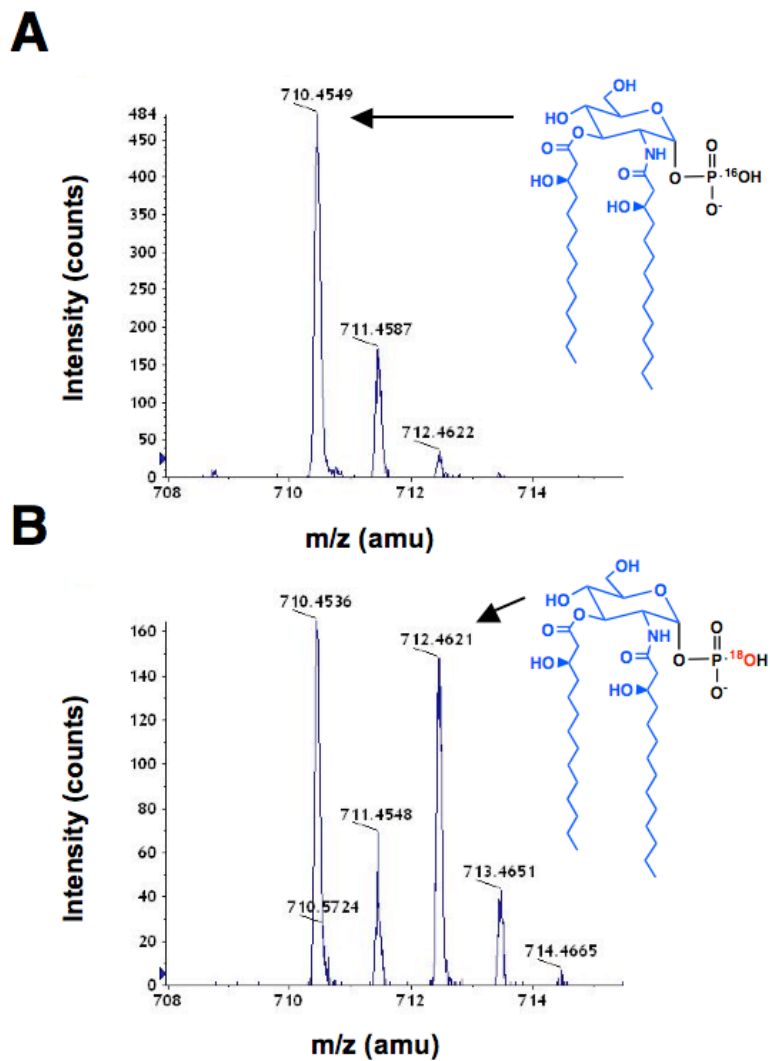 A
710.4549
484
450
400
350
300
250
200
150
100
50
0
711.4587
712.4622
708
710
712
714
Intensity (counts)
m/z (amu)
OH
HO
O
O
O
NH
O
HO
O
HO
O
O
P
16OH
O-
B
710.4536
712.4621
160
140
120
100
80
60
40
20
0
711.4548
713.4651
710.5724
714.4665
708
710
712
714
Intensity (counts)
m/z (amu)
OH
HO
O
O
O
NH
O
HO
O
HO
O
O
P
18OH
O-